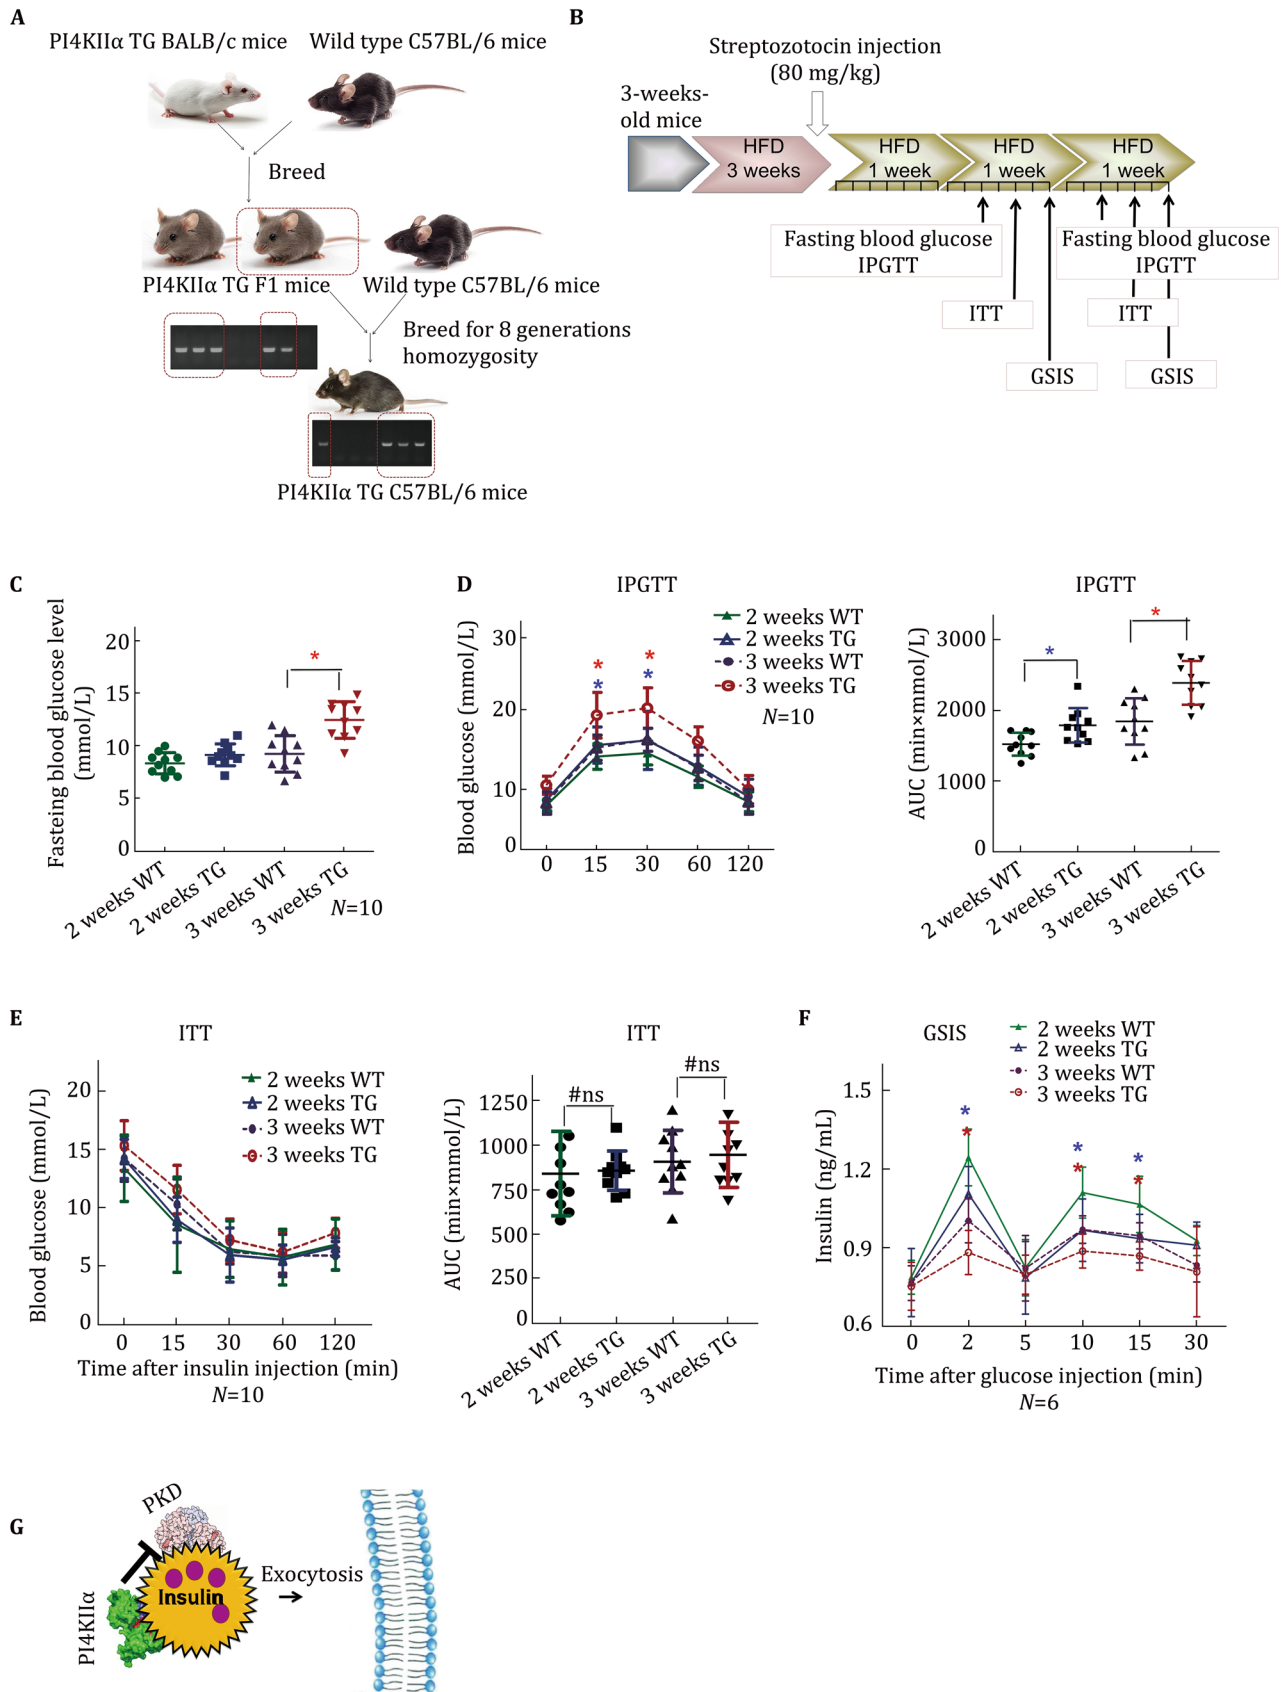 A
PI4KIIα TG BALB/c mice
Wild type C57BL/6 mice
Breed
PI4KIIα TG F1 mice
Wild type C57BL/6 mice
Breed for 8 generations
homozygosity
PI4KIIα TG C57BL/6 mice
B
Streptozotocin injection
(80 mg/kg)
3-weeks-
old mice
HFD
3 weeks
HFD
1 week
HFD
1 week
HFD
1 week
Fasting blood glucose
IPGTT
Fasting blood glucose
IPGTT
ITT
ITT
GSIS
GSIS
C
Fasteing blood glucose level
(mmol/L)
20
15
10
5
0
*
2 weeks WT
2 weeks TG
3 weeks WT
3 weeks TG
N=10
D
IPGTT
Blood glucose (mmol/L)
30
20
10
0
* *
* *
2 weeks WT
2 weeks TG
3 weeks WT
3 weeks TG
N=10
0 15 30 60 120
IPGTT
AUC (min×mmol/L)
3000
2000
1000
0
*
*
2 weeks WT
2 weeks TG
3 weeks WT
3 weeks TG
E
ITT
Blood glucose (mmol/L)
20
15
10
5
0
2 weeks WT
2 weeks TG
3 weeks WT
3 weeks TG
0 15 30 60 120
Time after insulin injection (min)
N=10
ITT
AUC (min×mmol/L)
1250
1000
750
500
250
0
#ns
#ns
2 weeks WT
2 weeks TG
3 weeks WT
3 weeks TG
F
GSIS
2 weeks WT
2 weeks TG
3 weeks WT
3 weeks TG
Insulin (ng/mL)
1.5
1.2
0.9
0.6
* * *
* * *
0 2 5 10 15 30
Time after glucose injection (min)
N=6
G
PKD
PI4KIIα
Insulin
Exocytosis